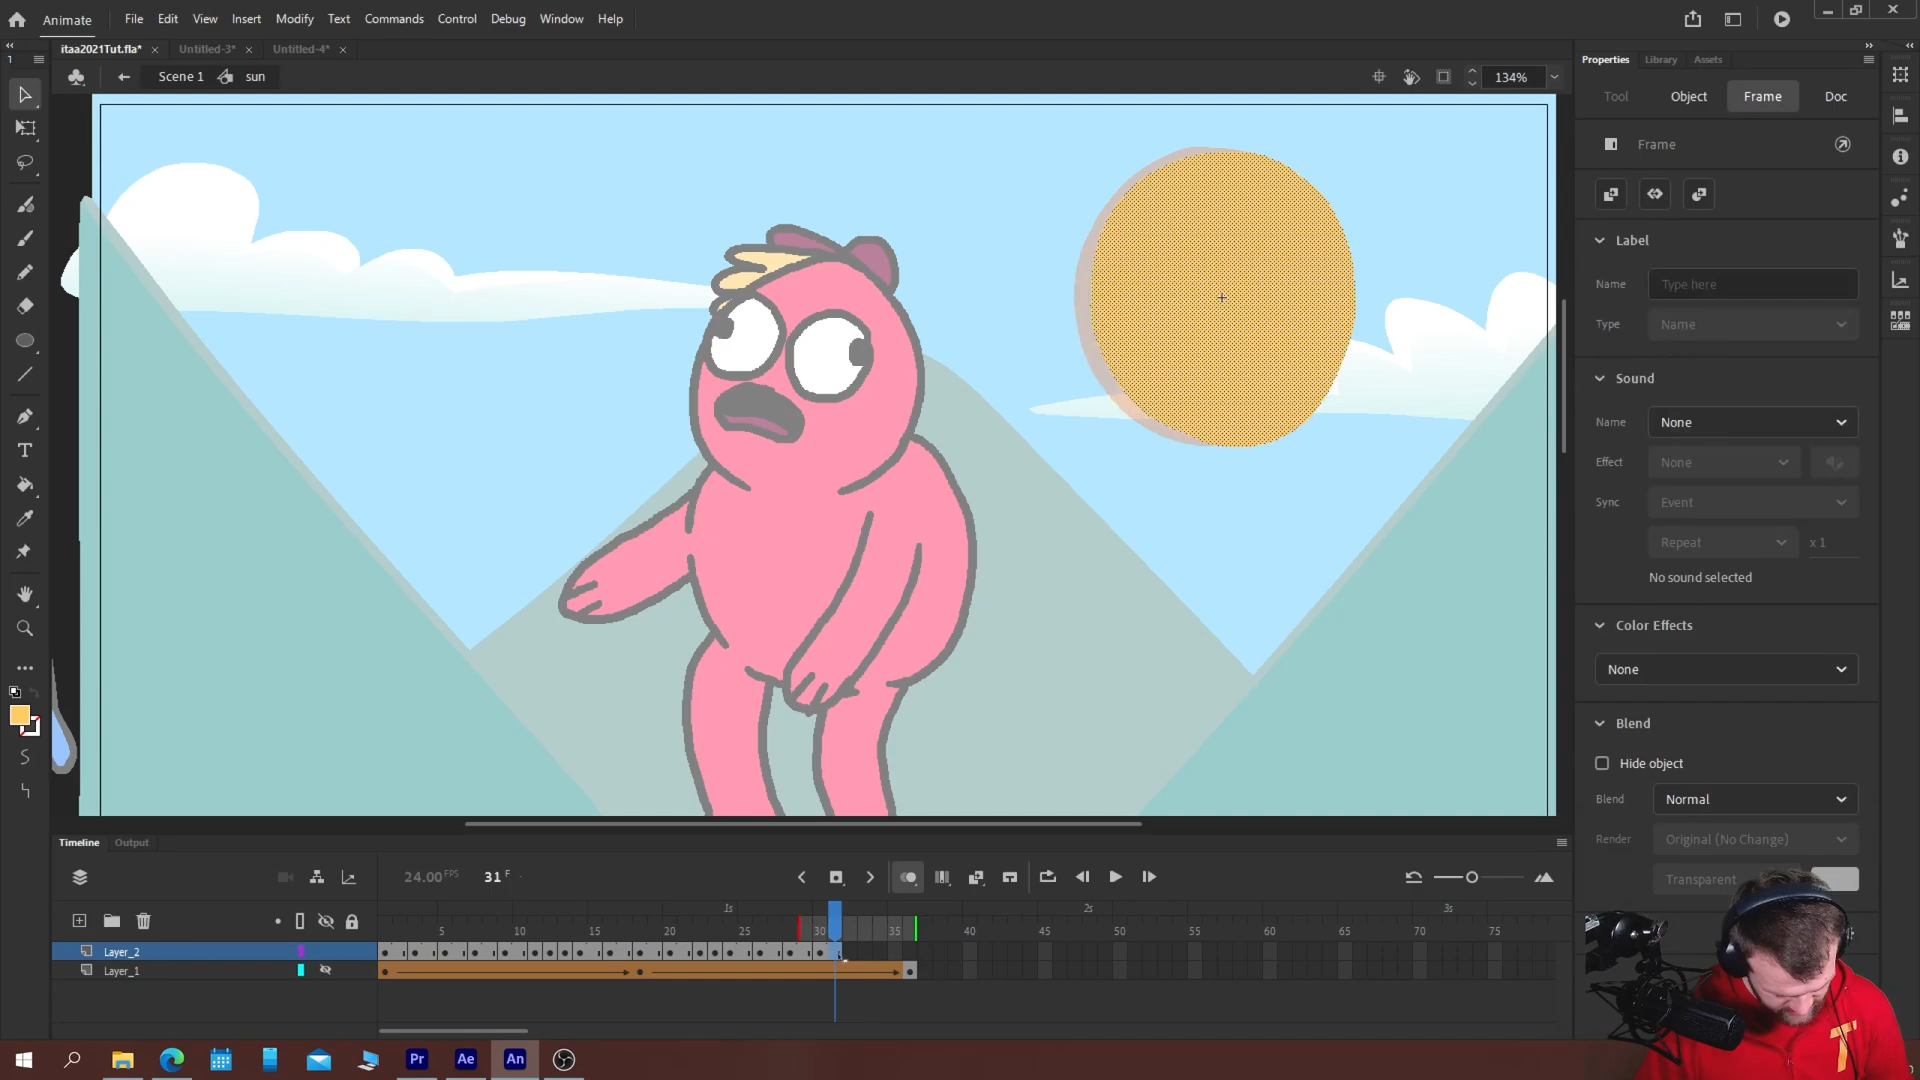 Animate
File Edit View Insert Modify Text Commands Control Debug Window Help
itaa2021Tut.fla* Untitled-3* Untitled-4*
Scene 1 sun
134%
Properties Library Assets
Tool Object Frame Doc
Frame
Label
Name Type here
Type Name
Sound
Name None
Effect None
Sync Event
Repeat x 1
No sound selected
Color Effects
None
Blend
Hide object
Blend Normal
Render Original (No Change)
Transparent
1
T
Timeline Output
24.00 FPS 31 F
1s 2s 3s
5 10 15 20 25 30 35 40 45 50 55 60 65 70 75
Layer_2
Layer_1
Pr Ae An